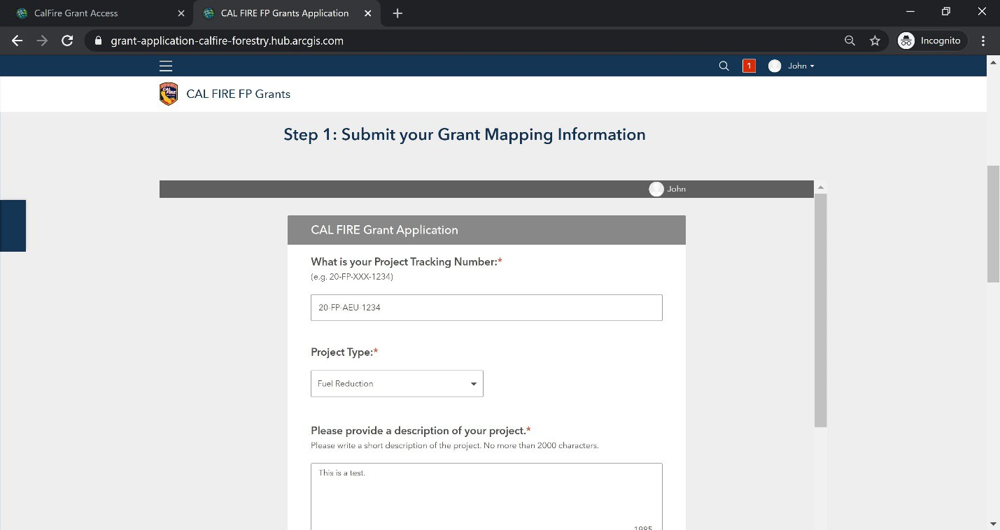 CalFire Grant Access
CAL FIRE FP Grants Application
grant-application-calfire-forestry.hub.arcgis.com
Incognito
1
John
CAL FIRE
CAL FIRE FP Grants
Step 1: Submit your Grant Mapping Information
John
CAL FIRE Grant Application
What is your Project Tracking Number:*
(e.g. 20-FP-XXX-1234)
20-FP-AEU-1234
Project Type:*
Fuel Reduction
Please provide a description of your project.*
Please write a short description of the project. No more than 2000 characters.
This is a test.
1985